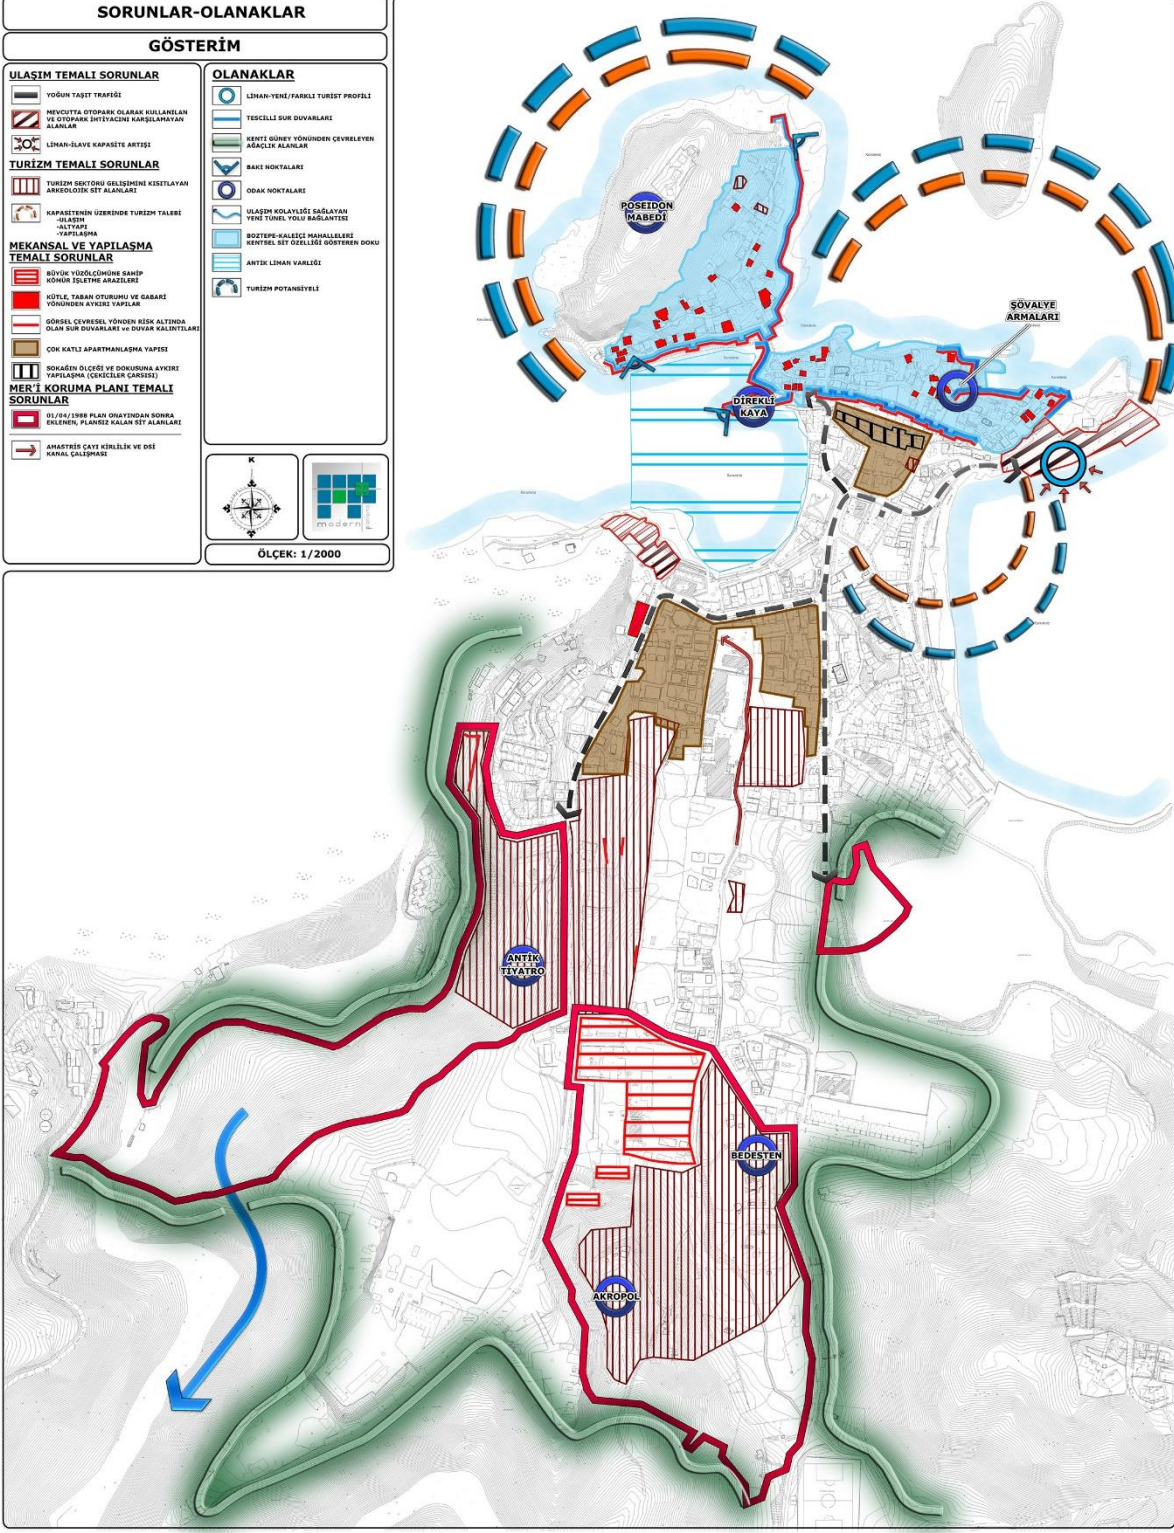 SORUNLAR-OLANAKLAR
GÖSTERİM
ULAŞIM TEMALI SORUNLAR
YOĞUN TAŞIT TRAFİĞİ
MEVCUTTA OTOPARK OLARAK KULLANILAN
VE OTOPARK İHTİYACINI KARŞILAMAYAN
ALANLAR
LİMAN-İLAVE KAPASİTE ARTIŞI
TURİZM TEMALI SORUNLAR
TURİZM SEKTÖRÜ GELİŞİMİNİ KISITLAYAN
ARKEOLOJİK SİT ALANLARI
KAPASİTENİN ÜZERİNDE TURİZM TALEBİ
-ULAŞIM
-ALTYAPI
-YAPILAŞMA
MEKANSAL VE YAPILAŞMA
TEMALI SORUNLAR
BÜYÜK YÜZÖLÇÜMÜNE SAHİP
KÖMÜR İŞLETME ARAZİLERİ
KÜTLE, TABAN OTURUMU VE GABARİ
YÖNÜNDEN AYKIRI YAPILAR
GÖRSEL ÇEVRESEL YÖNDEN RİSK ALTINDA
OLAN SUR DUVARLARI ve DUVAR KALINTILARI
ÇOK KATLI APARTMANLAŞMA YAPISI
SOKAĞIN ÖLÇEĞİ VE DOKUSUNA AYKIRI
YAPILAŞMA (ÇEKİCİLER ÇARŞISI)
MER'İ KORUMA PLANI TEMALI
SORUNLAR
01/04/1988 PLAN ONAYINDAN SONRA
EKLENEN, PLANSIZ KALAN SİT ALANLARI
AMASTRİS ÇAYI KİRLİLİK VE DSİ
KANAL ÇALIŞMASI
OLANAKLAR
LİMAN-YENİ/FARKLI TURİST PROFİLİ
TESCİLLİ SUR DUVARLARI
KENTİ GÜNEY YÖNÜNDEN ÇEVRELEYEN
AĞAÇLIK ALANLAR
BAKI NOKTALARI
ODAK NOKTALARI
ULAŞIM KOLAYLIĞI SAĞLAYAN
YENİ TÜNEL YOLU BAĞLANTISI
BOZTEPE-KALEİÇİ MAHALLELERİ
KENTSEL SİT ÖZELLİĞİ GÖSTEREN DOKU
ANTİK LİMAN VARLIĞI
TURİZM POTANSİYELİ
K
modern
ÖLÇEK: 1/2000
POSEIDON
MABEDİ
ŞÖVALYE
ARMALARI
DİREKLİ
KAYA
ANTİK
TİYATRO
BEDESTEN
AKROPOL